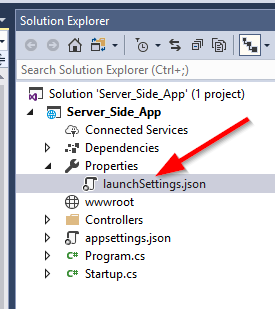 Solution Explorer
Search Solution Explorer (Ctrl+;)
Solution 'Server_Side_App' (1 project)
Server_Side_App
Connected Services
Dependencies
Properties
launchSettings.json
wwwroot
Controllers
appsettings.json
C# Program.cs
C# Startup.cs